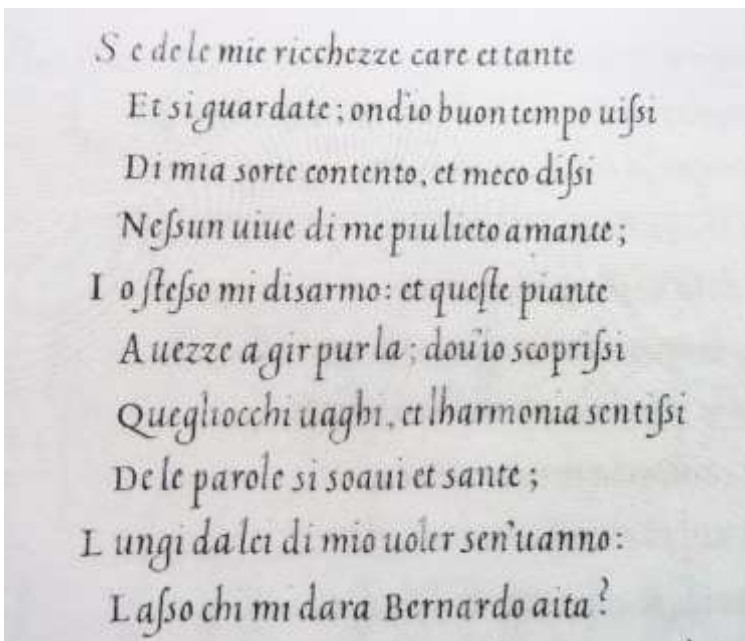 S e de le mie ricchezze care et tante
Et si guardate; ond'io buon tempo uißi
Di mia sorte contento, et meco dißi
Neßun uiue di me piu lieto amante;
I o steßo mi disarmo: et queste piante
A uezze a gir pur la; dou'io scoprißi
Quegliocchi uaghi, et lharmonia sentißi
De le parole si soaui et sante;
L ungi da lei di mio uoler sen'uanno:
Laßo chi mi dara Bernardo aita?